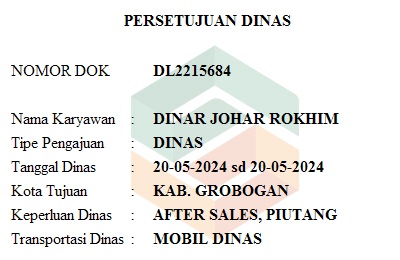 PERSETUJUAN DINAS
NOMOR DOK DL2215684
Nama Karyawan : DINAR JOHAR ROKHIM
Tipe Pengajuan : DINAS
Tanggal Dinas : 20-05-2024 sd 20-05-2024
Kota Tujuan : KAB. GROBOGAN
Keperluan Dinas : AFTER SALES, PIUTANG
Transportasi Dinas : MOBIL DINAS